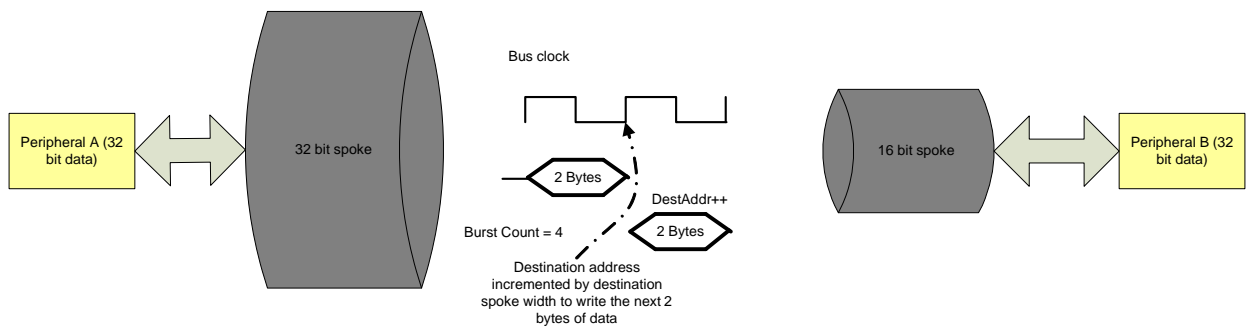 Bus clock
Peripheral A (32
bit data)
32 bit spoke
2 Bytes
DestAddr++
Burst Count = 4
2 Bytes
Destination address
incremented by destination
spoke width to write the next 2
bytes of data
16 bit spoke
Peripheral B (32
bit data)